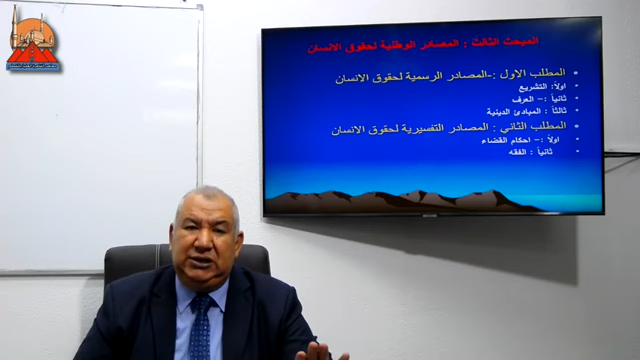 المبحث الثالث : المصادر الوطنية لحقوق الانسان
المطلب الاول :-المصادر الرسمية لحقوق الانسان
اولاً: التشريع
ثانياً :- العرف
ثالثاً : المبادئ الدينية
المطلب الثاني : المصادر التفسيرية لحقوق الانسان
اولاً :- احكام القضاء
ثانياً : الفقه